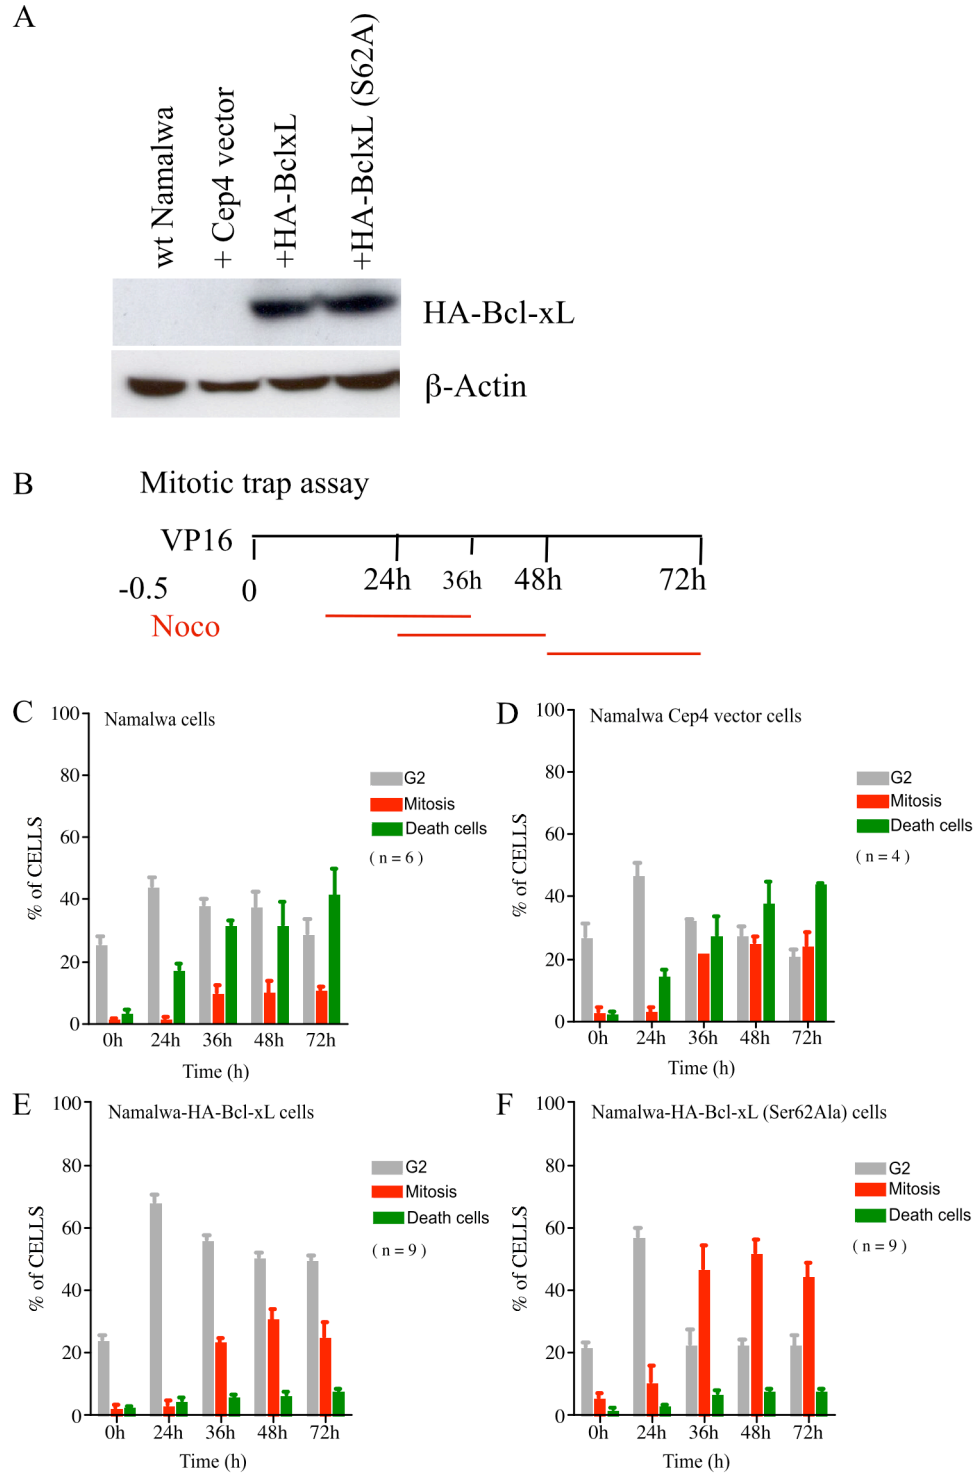 A
wt Namalwa
+ Cep4 vector
+HA-BclxL
+HA-BclxL (S62A)
HA-Bcl-xL
β-Actin
B
Mitotic trap assay
VP16
-0.5
0
24h
36h
48h
72h
Noco
C
Namalwa cells
% of CELLS
100
80
60
40
20
0
0h 24h 36h 48h 72h
Time (h)
G2
Mitosis
Death cells
( n = 6 )
D
Namalwa Cep4 vector cells
% of CELLS
100
80
60
40
20
0
0h 24h 36h 48h 72h
Time (h)
G2
Mitosis
Death cells
( n = 4 )
E
Namalwa-HA-Bcl-xL cells
% of CELLS
100
80
60
40
20
0
0h 24h 36h 48h 72h
Time (h)
G2
Mitosis
Death cells
( n = 9 )
F
Namalwa-HA-Bcl-xL (Ser62Ala) cells
% of CELLS
100
80
60
40
20
0
0h 24h 36h 48h 72h
Time (h)
G2
Mitosis
Death cells
( n = 9 )